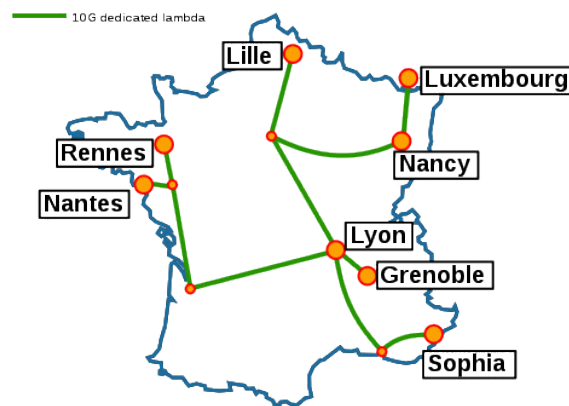 10G dedicated lambda
Lille
Luxembourg
Rennes
Nancy
Nantes
Lyon
Grenoble
Sophia